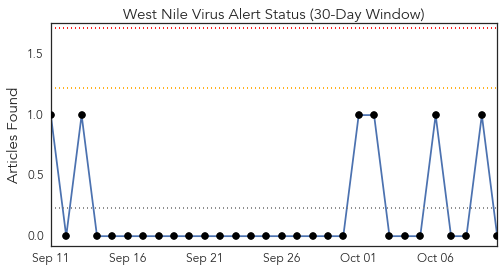 West Nile Virus Alert Status (30-Day Window)
Articles Found
1.5
1.0
0.5
0.0
Sep 11 Sep 16 Sep 21 Sep 26 Oct 01 Oct 06